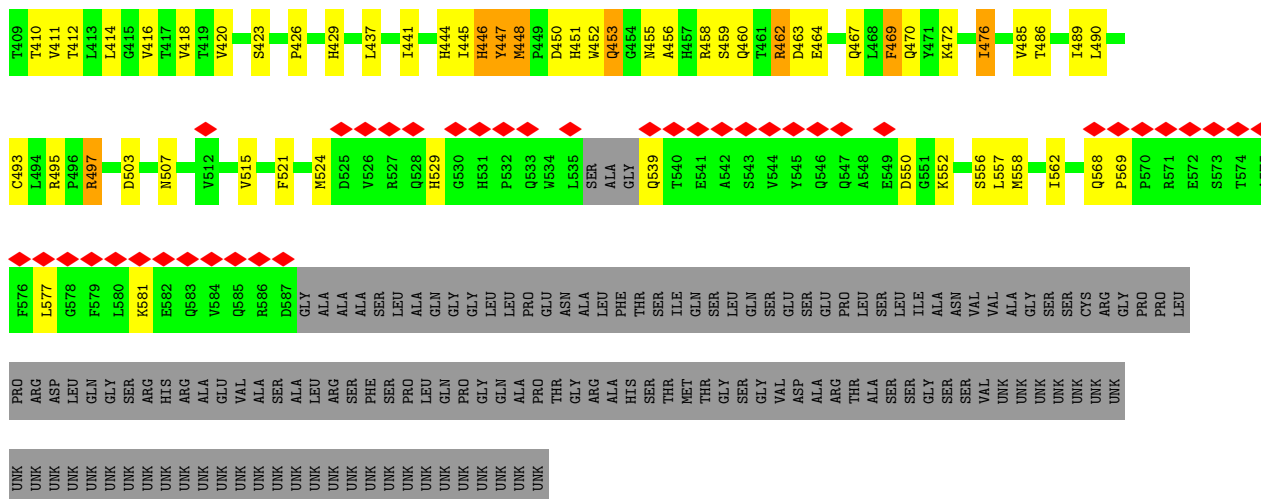 T409 T410 V411 T412 L413 L414 G415 V416 T417 V418 T419 V420 S423 P426 H429 L437 I441 H444 I445 H446 Y447 M448 P449 D450 H451 W452 Q453 G454 N455 A456 H457 R458 S459 Q460 T461 R462 D463 E464 Q467 L468 F469 Q470 Y471 K472 I476 V485 T486 I489 L490
C493 L494 R495 P496 R497 D503 N507 V512 V515 F521 M524 D525 V526 R527 Q528 H529 G530 H531 P532 Q533 W534 L535 SER ALA GLY Q539 T540 E541 A542 S543 V544 Y545 Q546 Q547 A548 E549 D550 G551 K552 S556 L557 M558 I562 Q568 P569 P570 R571 E572 S573 T574
F576 L577 G578 F579 L580 K581 E582 Q583 V584 Q585 R586 D587 GLY ALA ALA ALA SER LEU ALA GLN GLY GLY LEU LEU PRO GLU ASN ALA LEU PHE THR SER ILE GLN SER LEU GLN SER GLU SER GLU PRO LEU SER LEU ILE ALA ASN VAL VAL ALA GLY SER SER CYS ARG GLY PRO PRO LEU
PRO ARG ASP LEU GLN GLY SER ARG HIS ARG ALA GLU VAL ALA SER ALA LEU ARG SER PHE SER PRO LEU GLN PRO GLY GLN ALA PRO THR GLY ARG ALA HIS SER THR MET THR GLY SER GLY VAL ASP ALA ARG THR ALA SER SER GLY SER SER VAL UNK UNK UNK UNK UNK UNK UNK
UNK UNK UNK UNK UNK UNK UNK UNK UNK UNK UNK UNK UNK UNK UNK UNK UNK UNK UNK UNK UNK UNK UNK UNK UNK UNK UNK UNK UNK